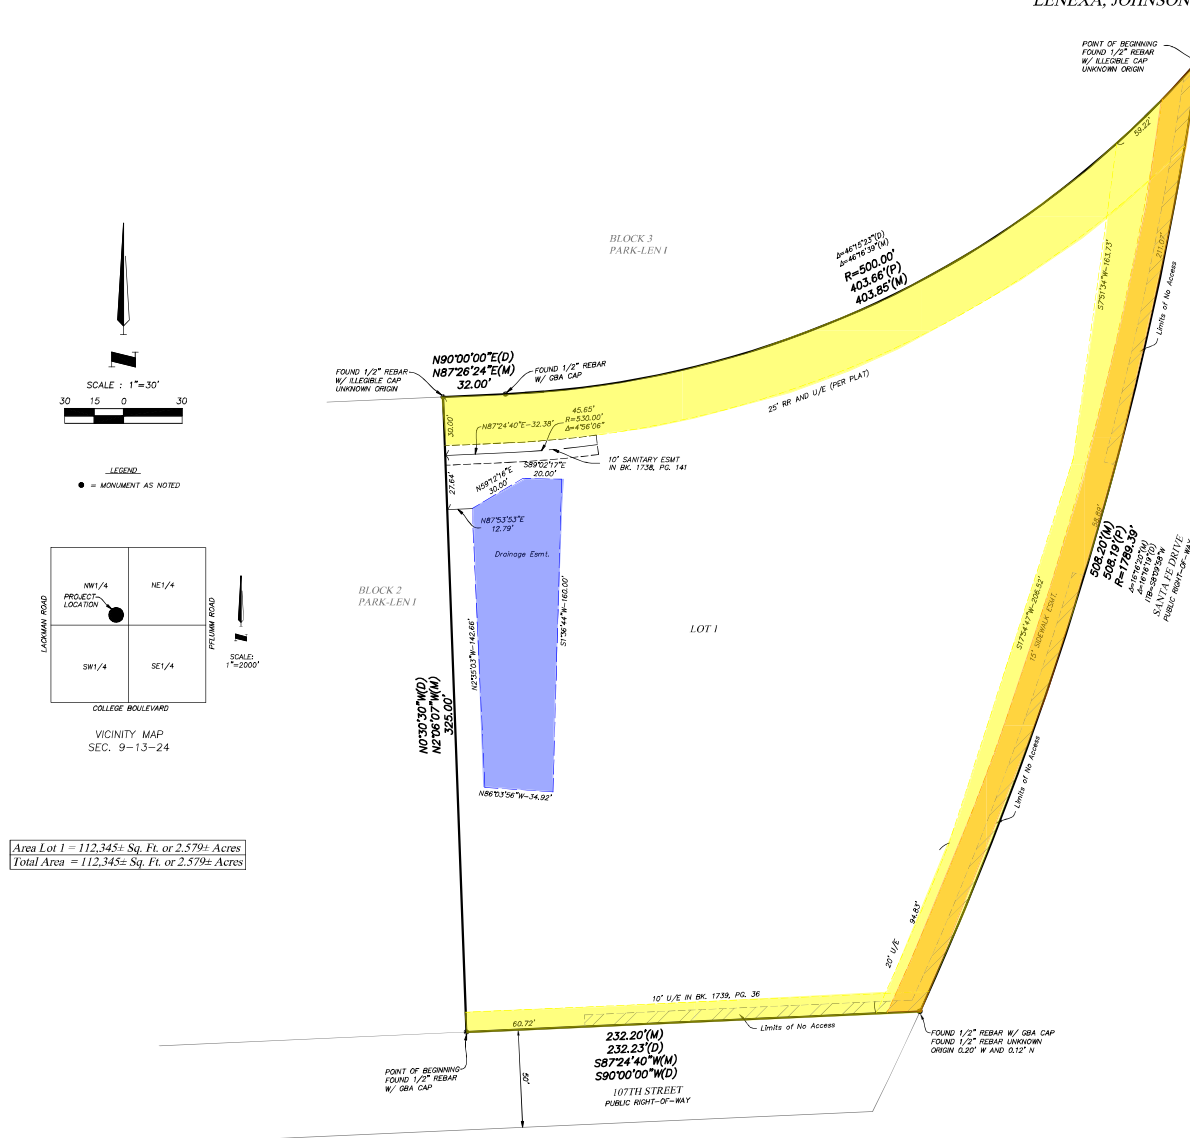 LENEXA, JOHNSON
POINT OF BEGINNING
FOUND 1/2" REBAR
W/ ILLEGIBLE CAP
UNKNOWN ORIGIN
59.22'
BLOCK 3
PARK-LEN I
Δ=46°15'23"(D)
Δ=46°16'39"(M)
R=500.00'
403.66'(P)
403.85'(M)
211.07'
S7°51'34"W-163.73'
Limits of No Access
N90°00'00"E(D)
N87°26'24"E(M)
32.00'
FOUND 1/2" REBAR
W/ ILLEGIBLE CAP
UNKNOWN ORIGIN
FOUND 1/2" REBAR
W/ GBA CAP
SCALE : 1"=30'
30 15 0 30
25' RR AND U/E (PER PLAT)
30.00'
45.65'
R=530.00'
Δ=4°56'06"
N87°24'40"E-32.38'
10' SANITARY ESMT
IN BK. 1738, PG. 141
LEGEND
● = MONUMENT AS NOTED
27.64'
N59°12'16"E
30.00'
S89°02'17"E
20.00'
N87°53'53"E
12.79'
Drainage Esmt.
508.20'(M)
508.19'(P)
R=1789.39'
Δ=16°16'20"(M)
Δ=16°16'19"(D)
ITB=S8°09'58"W
SANTA FE DRIVE
PUBLIC RIGHT-OF-WAY
NW1/4
NE1/4
PROJECT
LOCATION
SW1/4
SE1/4
LACKMAN ROAD
PFLUMM ROAD
COLLEGE BOULEVARD
SCALE:
1"=2000'
VICINITY MAP
SEC. 9-13-24
BLOCK 2
PARK-LEN I
LOT 1
N2°35'03"W-142.66'
S1°36'44"W-160.00'
S17°54'47"W-206.52'
15' SIDEWALK ESMT.
N0°30'30"W(D)
N2°06'07"W(M)
325.00'
Limits of No Access
N86°03'56"W-34.92'
Area Lot 1 = 112,345± Sq. Ft. or 2.579± Acres
Total Area = 112,345± Sq. Ft. or 2.579± Acres
94.83'
20' U/E
10' U/E IN BK. 1739, PG. 36
60.72'
Limits of No Access
232.20'(M)
232.23'(D)
S87°24'40"W(M)
S90°00'00"W(D)
FOUND 1/2" REBAR W/ GBA CAP
FOUND 1/2" REBAR UNKNOWN
ORIGIN 0.20' W AND 0.12' N
POINT OF BEGINNING
FOUND 1/2" REBAR
W/ GBA CAP
50'
107TH STREET
PUBLIC RIGHT-OF-WAY